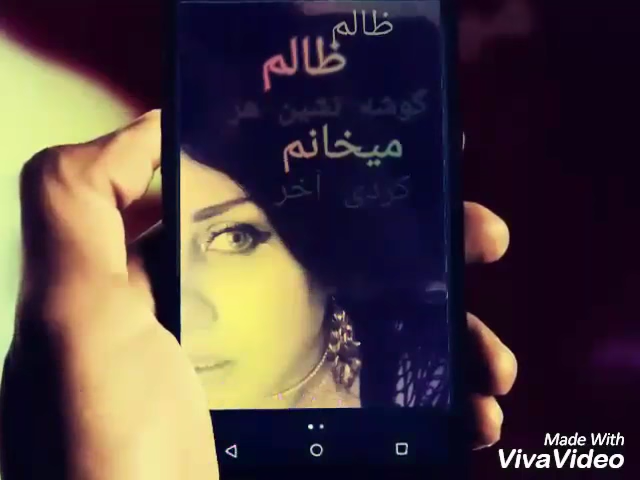 ظالم
ظالم
گوشه نشین هر
میخانم
کردی آخر
Made With
VivaVideo